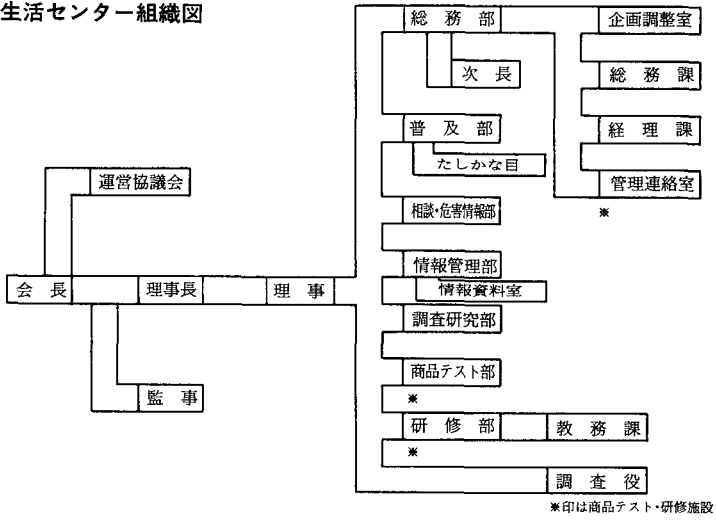 生活センター組織図
総務部
次長
普及部
たしかな目
相談・危害情報部
情報管理部
情報資料室
調査研究部
商品テスト部
※
研修部
※
教務課
調査役
企画調整室
総務課
経理課
管理連絡室
※
運営協議会
会長
理事長
理事
監事
※印は商品テスト・研修施設